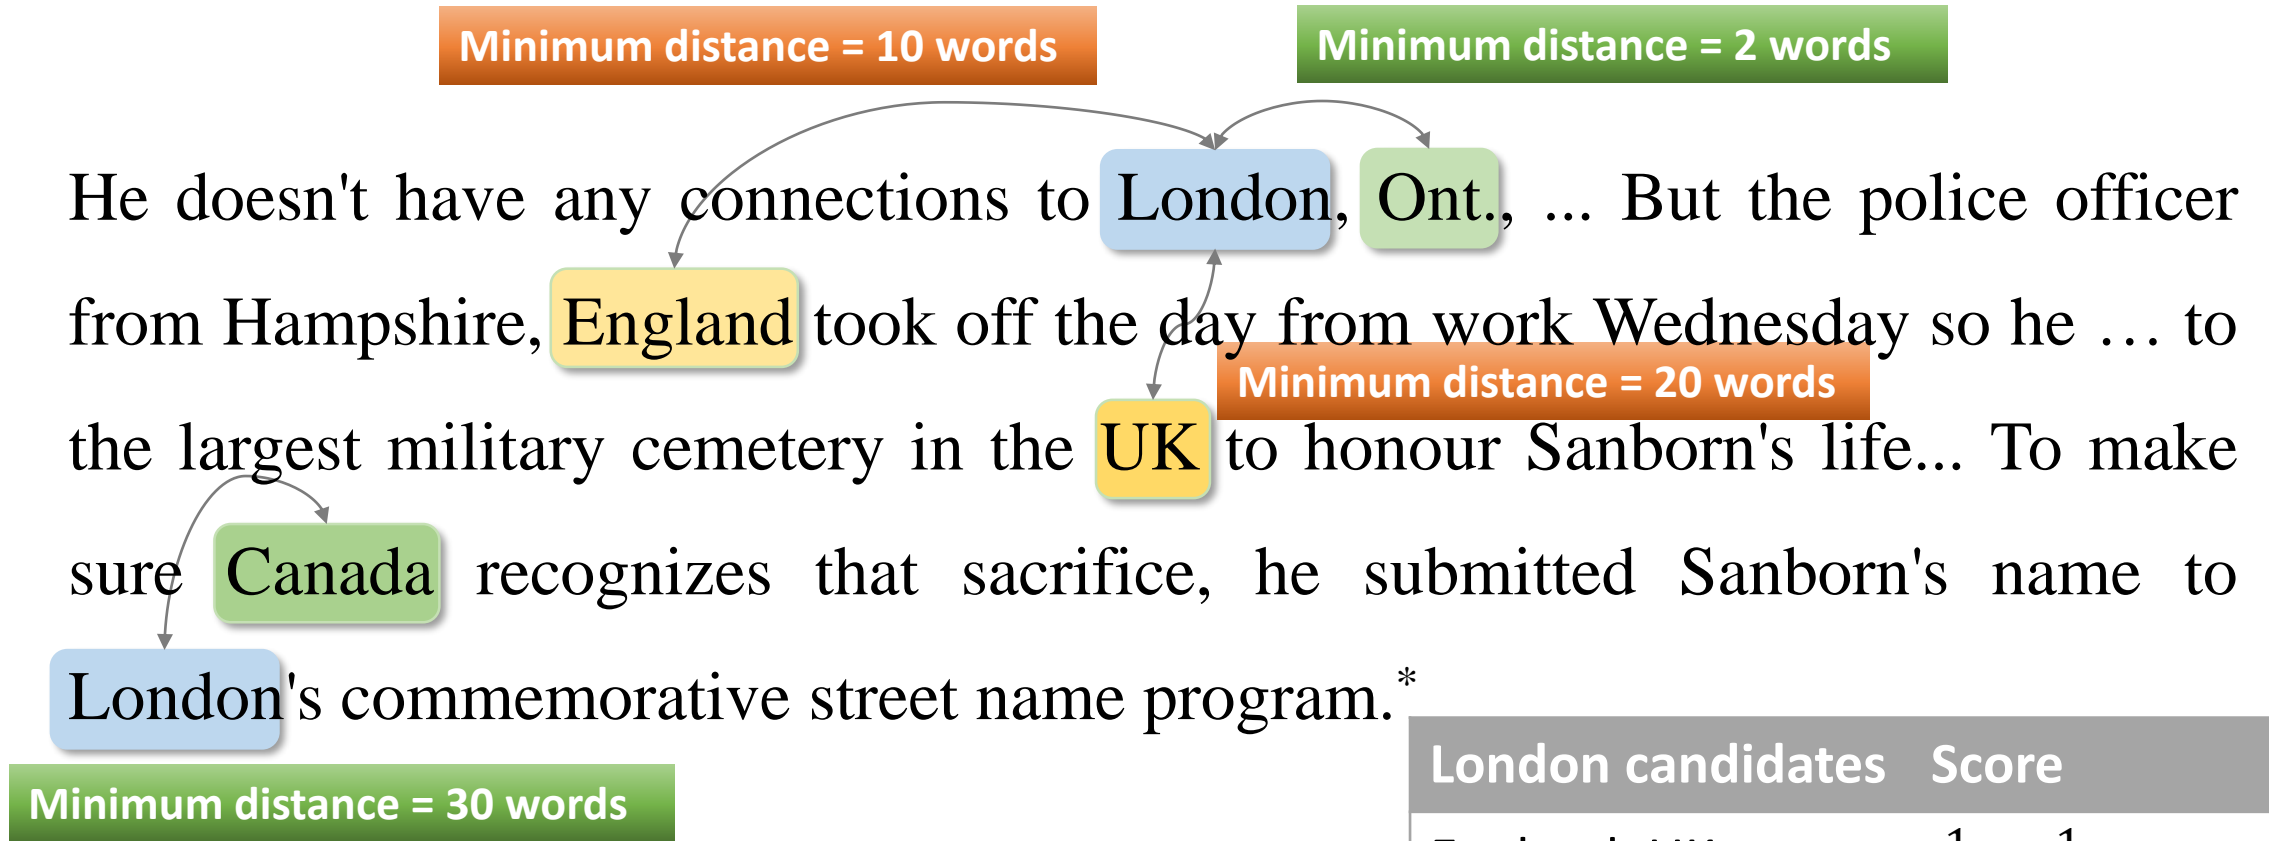 Minimum distance = 10 words
Minimum distance = 2 words
He doesn't have any connections to London, Ont., ... But the police officer
from Hampshire, England took off the day from work Wednesday so he … to
Minimum distance = 20 words
the largest military cemetery in the UK to honour Sanborn's life... To make
sure Canada recognizes that sacrifice, he submitted Sanborn's name to
London's commemorative street name program.*
Minimum distance = 30 words
London candidates Score